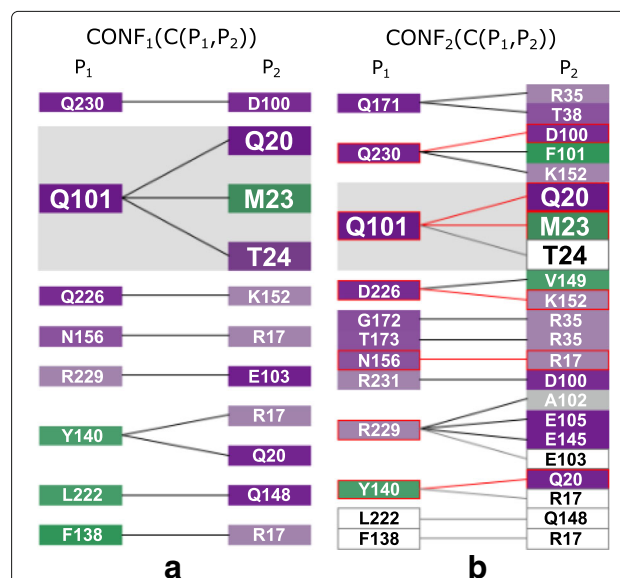 CONF₁(C(P₁,P₂))
P₁ P₂
Q230 D100
Q20
Q101 M23
T24
Q226 K152
N156 R17
R229 E103
R17
Y140
Q20
L222 Q148
F138 R17
a
CONF₂(C(P₁,P₂))
P₁ P₂
R35
Q171
T38
D100
Q230 F101
K152
Q20
Q101 M23
T24
V149
D226
K152
G172 R35
T173 R35
N156 R17
R231 D100
A102
E105
R229
E145
E103
Q20
Y140
R17
L222 Q148
F138 R17
b